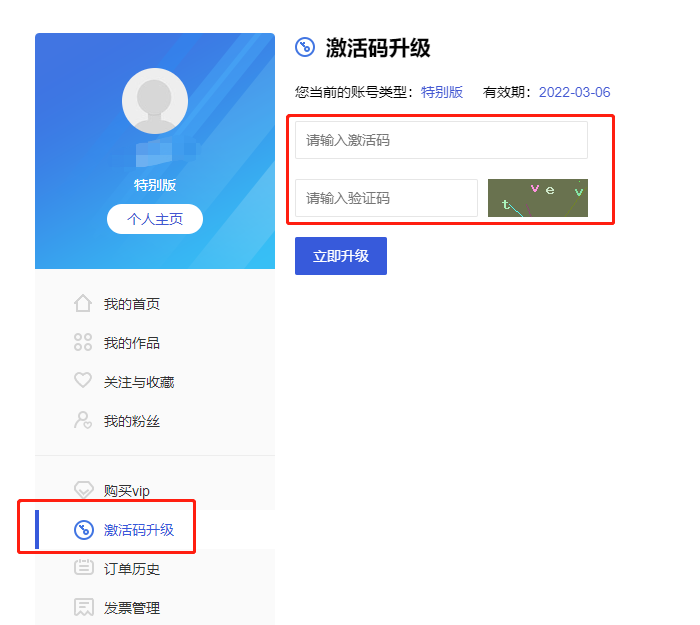 特别版
个人主页
我的首页
我的作品
关注与收藏
我的粉丝
购买vip
激活码升级
订单历史
发票管理
激活码升级
您当前的账号类型：特别版 有效期：2022-03-06
请输入激活码
请输入验证码
t v e v
立即升级